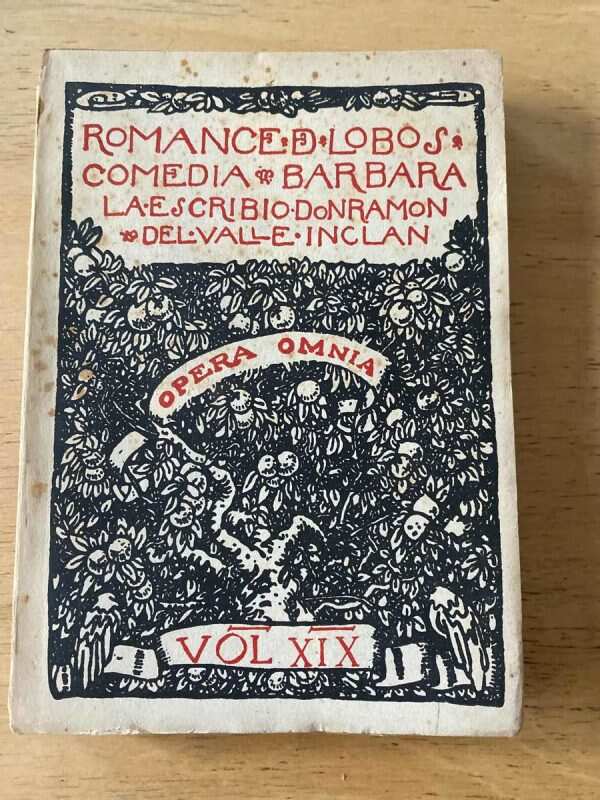 ROMANCE·D·LOBOS·
COMEDIA BARBARA
LA·ESCRIBIO·DON RAMON
DEL·VALLE·INCLAN
OPERA OMNIA
VOL XIX